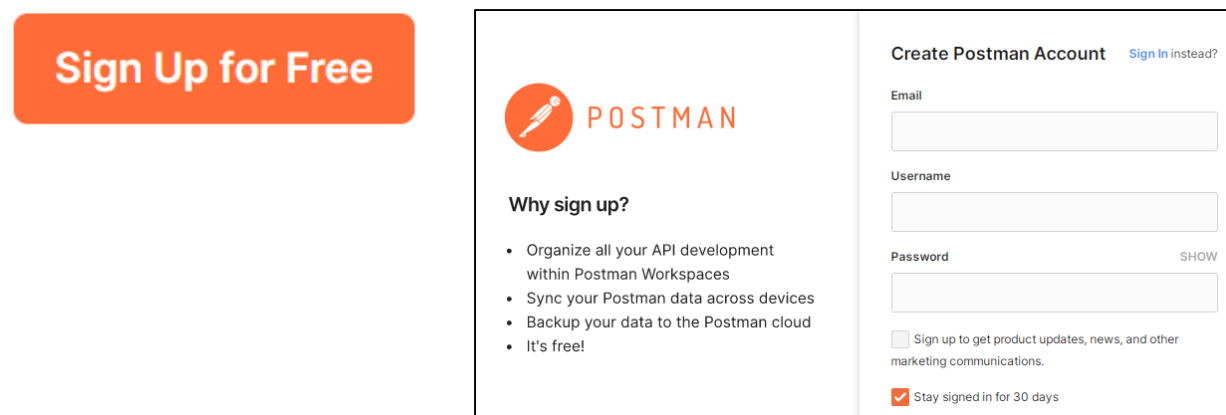 Sign Up for Free
POSTMAN
Why sign up?
• Organize all your API development
within Postman Workspaces
• Sync your Postman data across devices
• Backup your data to the Postman cloud
• It's free!
Create Postman Account Sign In instead?
Email
Username
Password SHOW
Sign up to get product updates, news, and other
marketing communications.
Stay signed in for 30 days